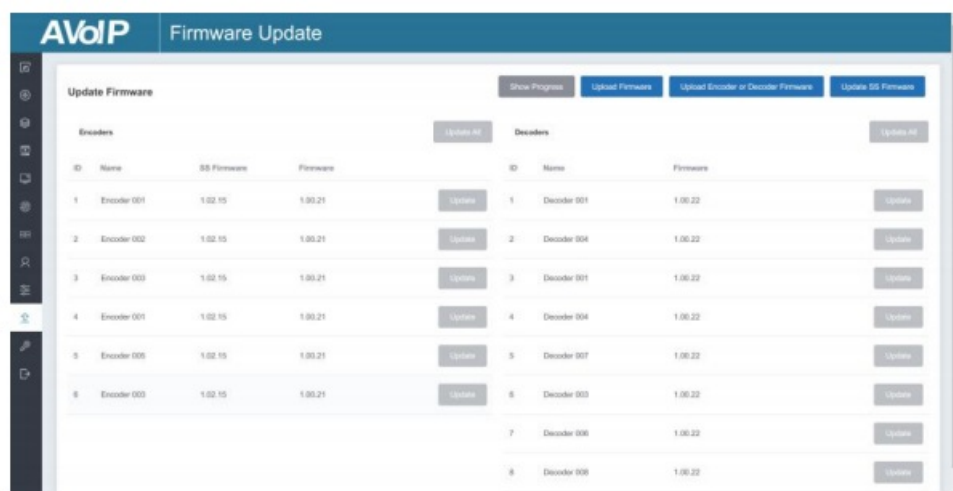 AVoIP Firmware Update
Update Firmware
Show Progress Upload Firmware Upload Encoder or Decoder Firmware Update SS Firmware
Encoders Update All
ID Name SS Firmware Firmware
1 Encoder 001 1.02.15 1.00.21 Update
2 Encoder 002 1.02.15 1.00.21 Update
3 Encoder 003 1.02.15 1.00.21 Update
4 Encoder 001 1.02.15 1.00.21 Update
5 Encoder 005 1.02.15 1.00.21 Update
6 Encoder 003 1.02.15 1.00.21 Update
Decoders Update All
ID Name Firmware
1 Decoder 001 1.00.22 Update
2 Decoder 004 1.00.22 Update
3 Decoder 001 1.00.22 Update
4 Decoder 004 1.00.22 Update
5 Decoder 007 1.00.22 Update
6 Decoder 003 1.00.22 Update
7 Decoder 006 1.00.22 Update
8 Decoder 008 1.00.22 Update